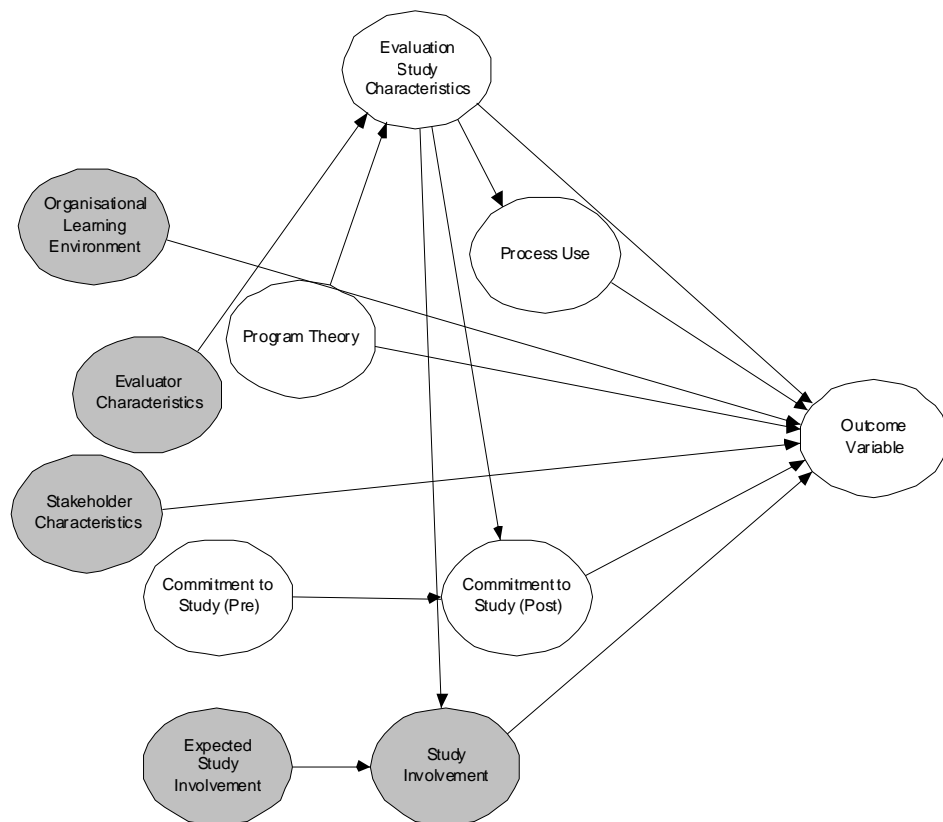 Evaluation
Study
Characteristics
Organisational
Learning
Environment
Process Use
Program Theory
Evaluator
Characteristics
Outcome
Variable
Stakeholder
Characteristics
Commitment to
Study (Pre)
Commitment to
Study (Post)
Expected
Study
Involvement
Study
Involvement